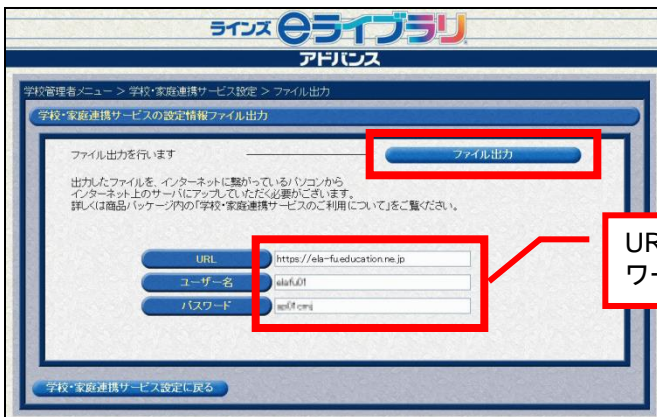 ラインズ eライブラリ
アドバンス
学校管理者メニュー > 学校・家庭連携サービス設定 > ファイル出力
学校・家庭連携サービスの設定情報ファイル出力
ファイル出力を行います
ファイル出力
出力したファイルを、インターネットに繋がっているパソコンから
インターネット上のサーバにアップしていただく必要がございます。
詳しくは商品パッケージ内の「学校・家庭連携サービスのご利用について」をご覧ください。
URL https://ela-fu.education.ne.jp
ユーザー名 elafu01
パスワード
学校・家庭連携サービス設定に戻る